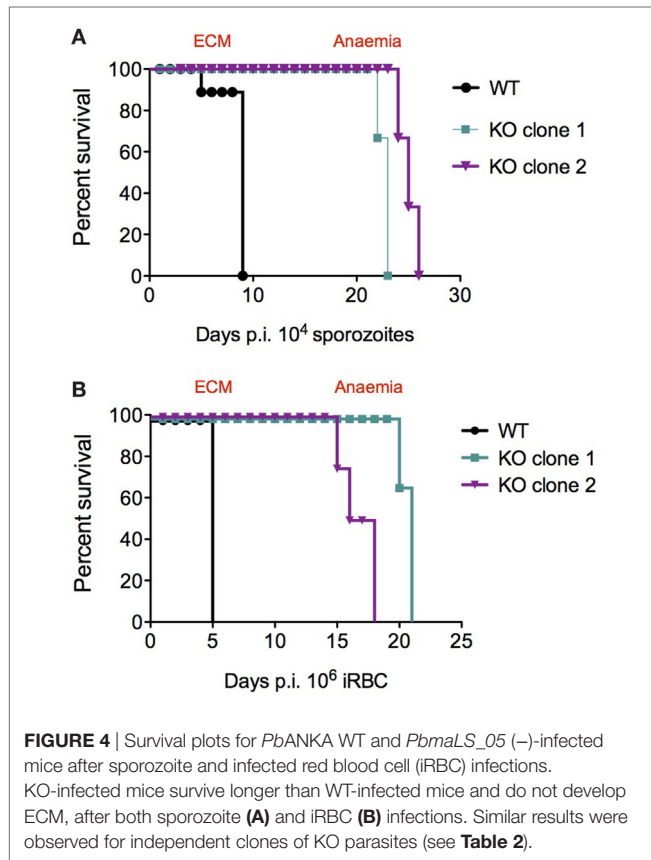 A
ECM Anaemia
100
80
60
40
20
0
Percent survival
0 10 20 30
Days p.i. 10⁴ sporozoites
WT
KO clone 1
KO clone 2
B
ECM Anaemia
100
80
60
40
20
0
Percent survival
0 5 10 15 20 25
Days p.i. 10⁶ iRBC
WT
KO clone 1
KO clone 2
FIGURE 4 | Survival plots for PbANKA WT and PbmaLS_05 (−)-infected
mice after sporozoite and infected red blood cell (iRBC) infections.
KO-infected mice survive longer than WT-infected mice and do not develop
ECM, after both sporozoite (A) and iRBC (B) infections. Similar results were
observed for independent clones of KO parasites (see Table 2).